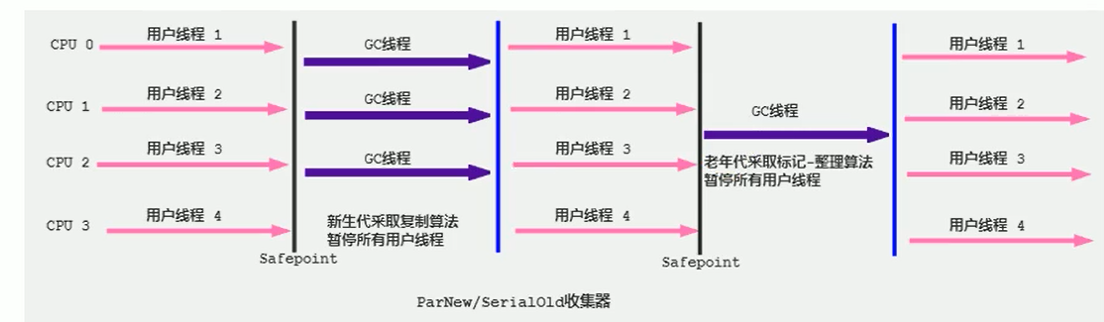 CPU 0 用户线程 1 GC线程 用户线程 1 用户线程 1
CPU 1 用户线程 2 GC线程 用户线程 2 GC线程 用户线程 2
CPU 2 用户线程 3 GC线程 用户线程 3 用户线程 3
老年代采取标记-整理算法
暂停所有用户线程
CPU 3 用户线程 4 用户线程 4 用户线程 4
新生代采取复制算法
暂停所有用户线程
Safepoint Safepoint
ParNew/SerialOld收集器